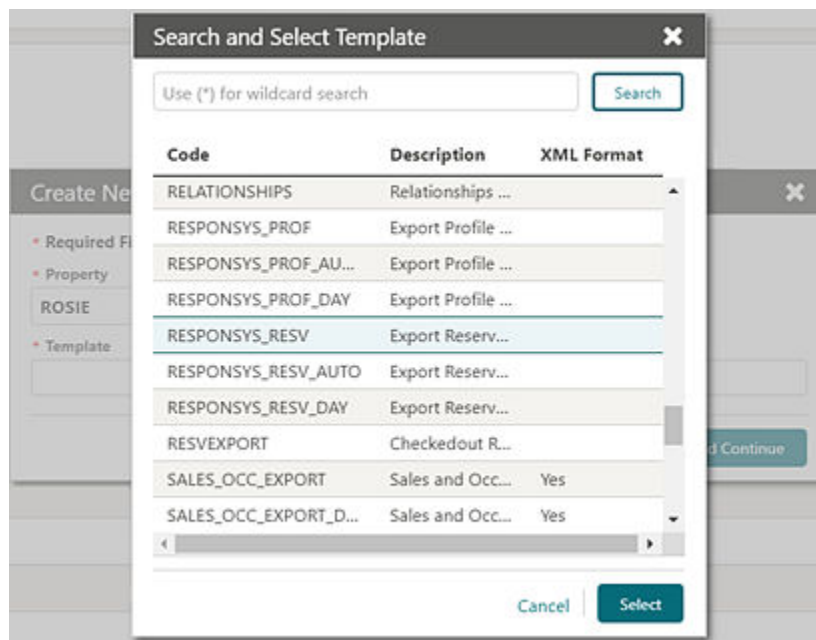 Search and Select Template
Use (*) for wildcard search
Search
Code Description XML Format
RELATIONSHIPS Relationships ...
RESPONSYS_PROF Export Profile ...
RESPONSYS_PROF_AU... Export Profile ...
RESPONSYS_PROF_DAY Export Profile ...
RESPONSYS_RESV Export Reserv...
RESPONSYS_RESV_AUTO Export Reserv...
RESPONSYS_RESV_DAY Export Reserv...
RESVEXPORT Checkedout R...
SALES_OCC_EXPORT Sales and Occ... Yes
SALES_OCC_EXPORT_D... Sales and Occ... Yes
Cancel
Select
Create Ne
* Required Fi
* Property
ROSIE
* Template
d Continue